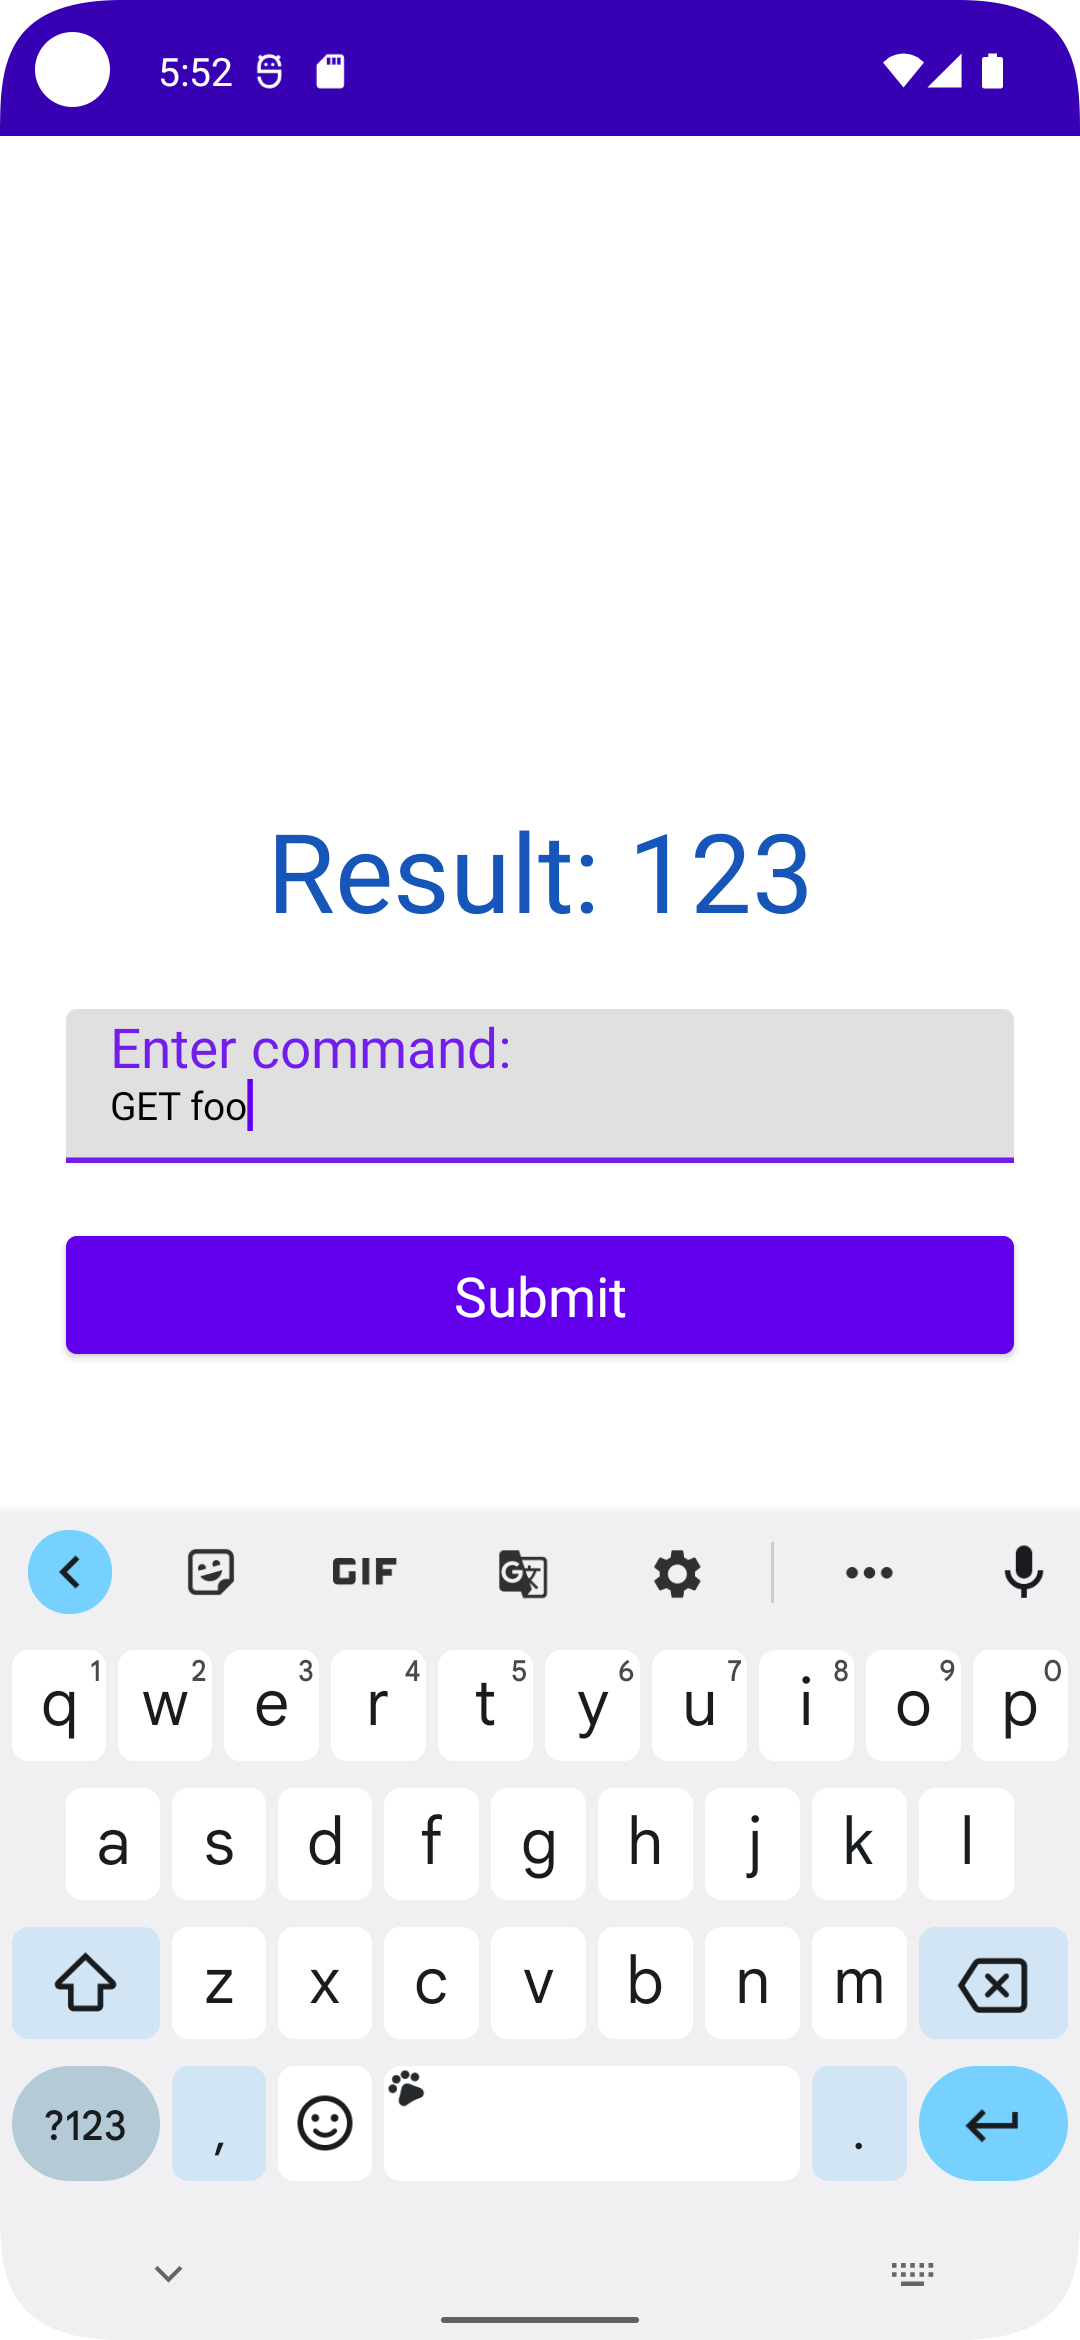 5:52
Result: 123
Enter command:
GET foo
Submit
GIF
G 文
q 1 w 2 e 3 r 4 t 5 y 6 u 7 i 8 o 9 p 0
a s d f g h j k l
z x c v b n m
?123 , .